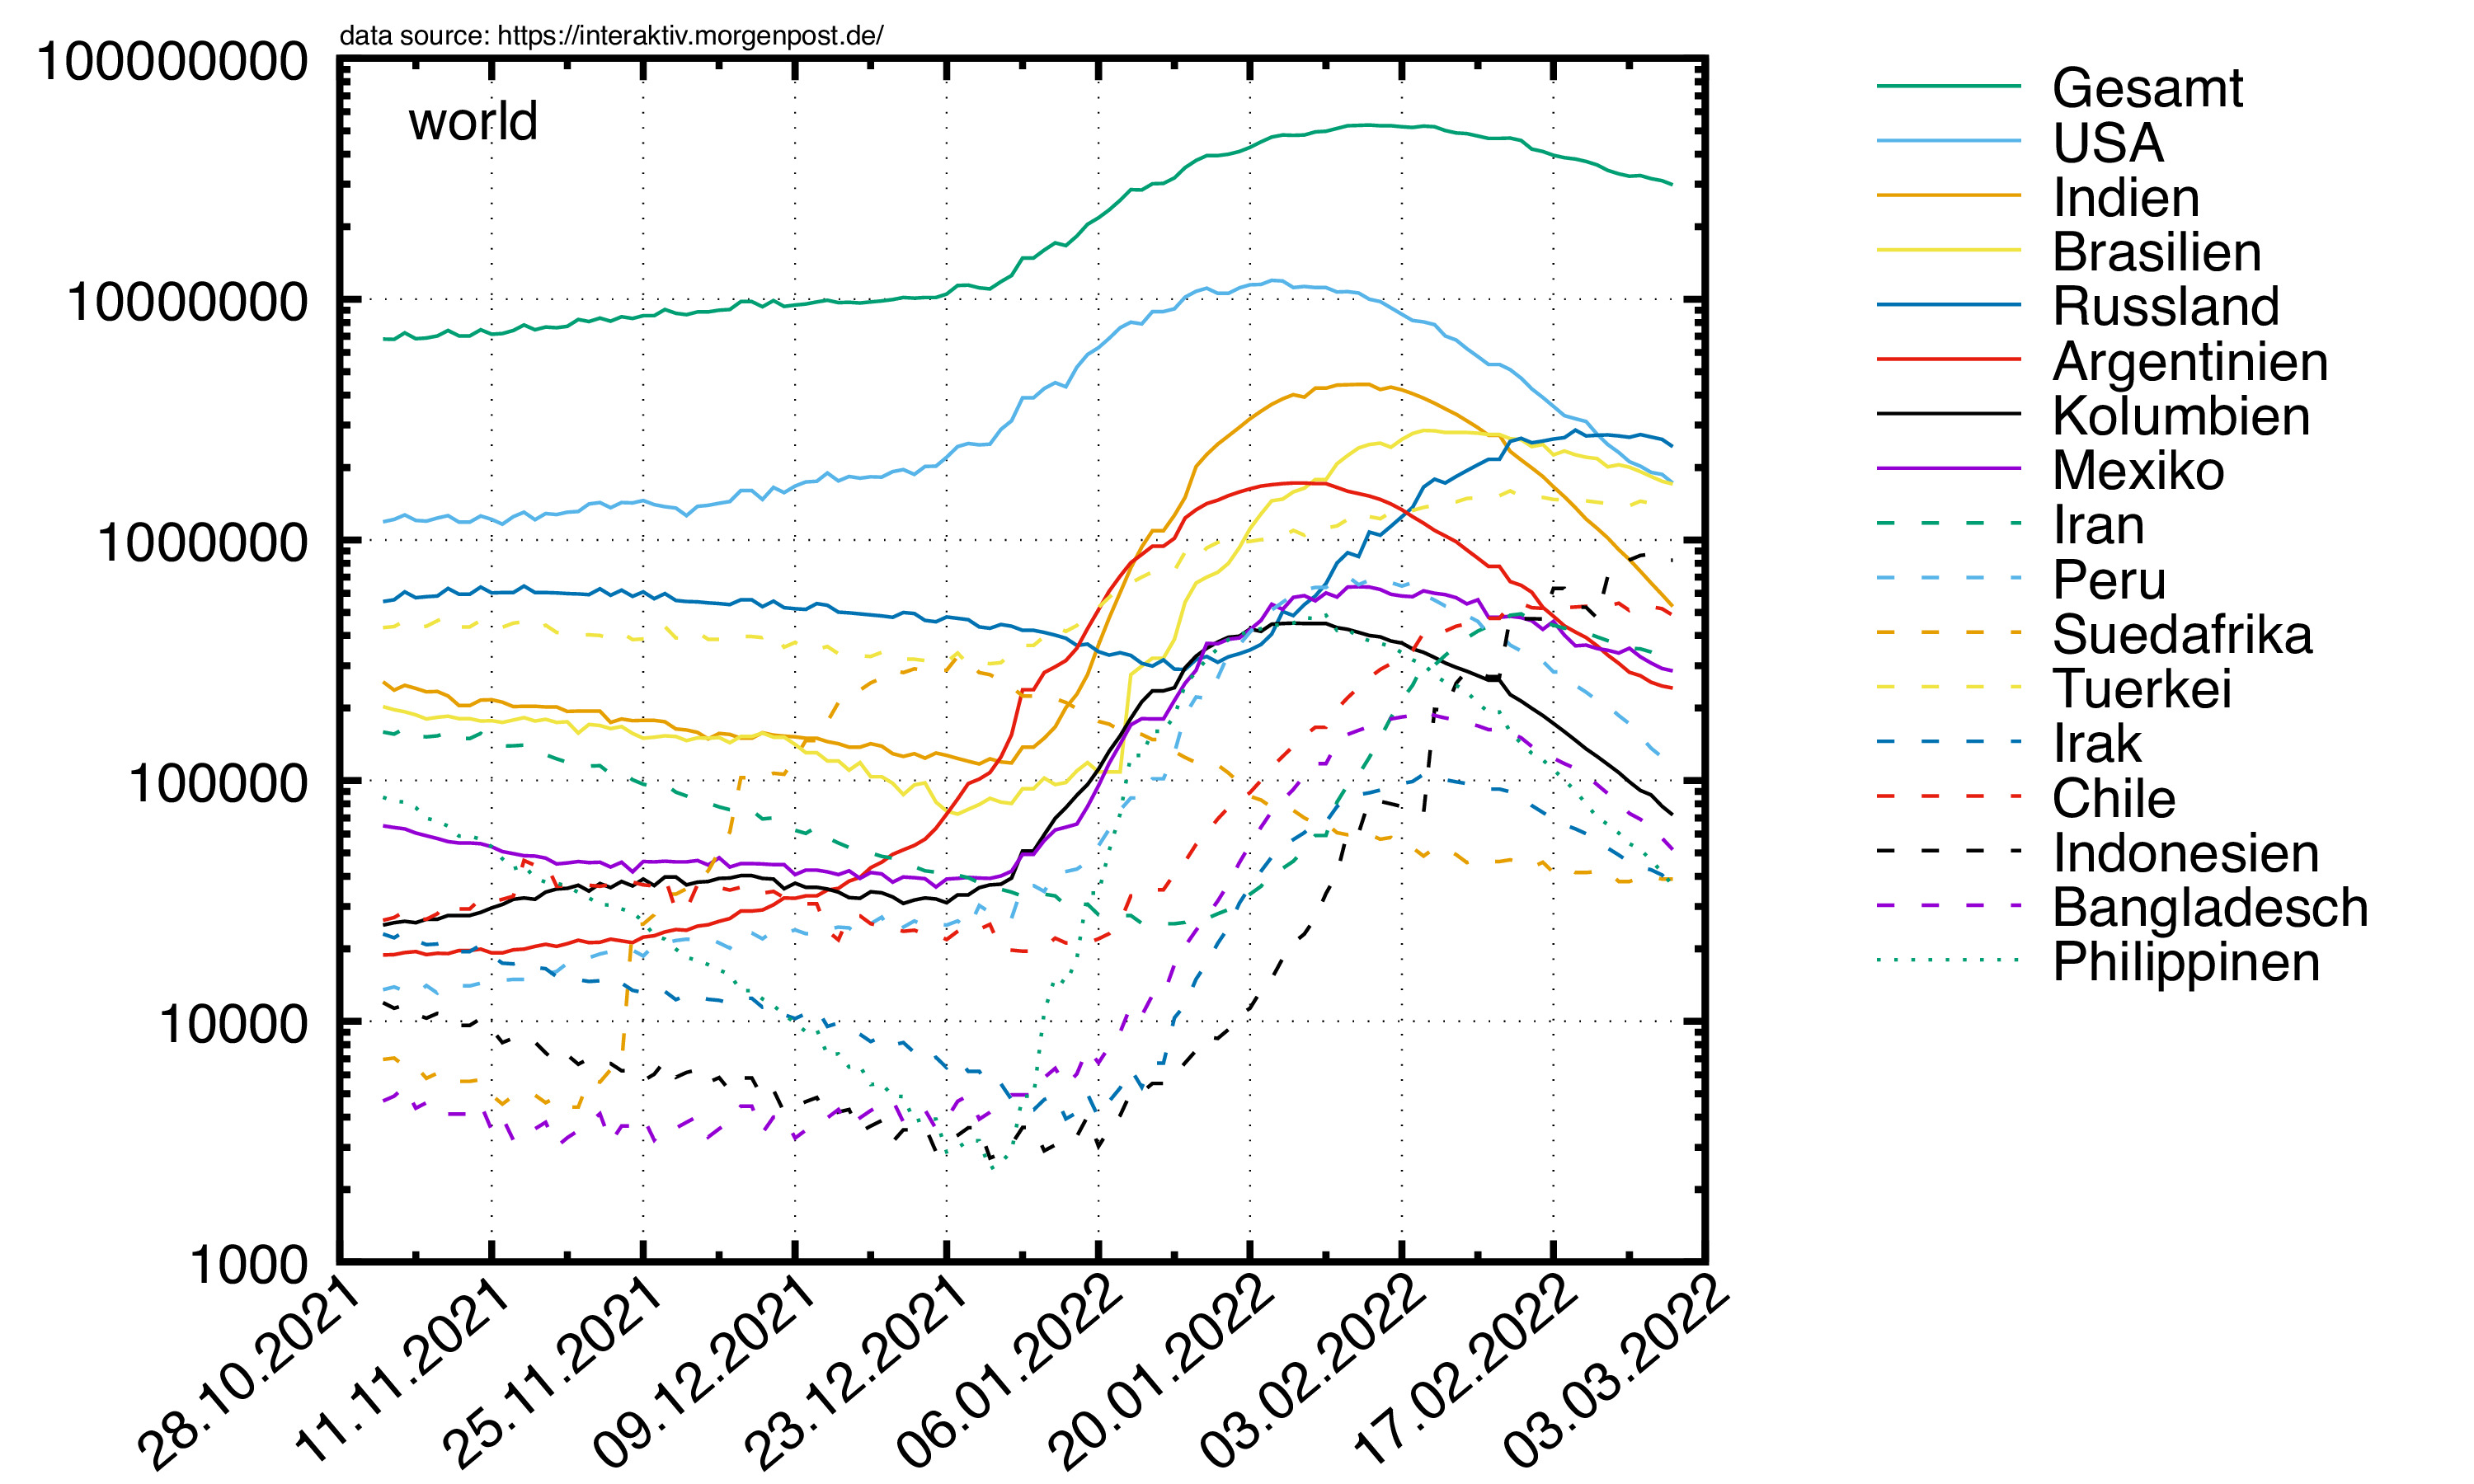 data source: https://interaktiv.morgenpost.de/
world
100000000
10000000
1000000
100000
10000
1000
28.10.2021
11.11.2021
25.11.2021
09.12.2021
23.12.2021
06.01.2022
20.01.2022
03.02.2022
17.02.2022
03.03.2022
Gesamt
USA
Indien
Brasilien
Russland
Argentinien
Kolumbien
Mexiko
Iran
Peru
Suedafrika
Tuerkei
Irak
Chile
Indonesien
Bangladesch
Philippinen